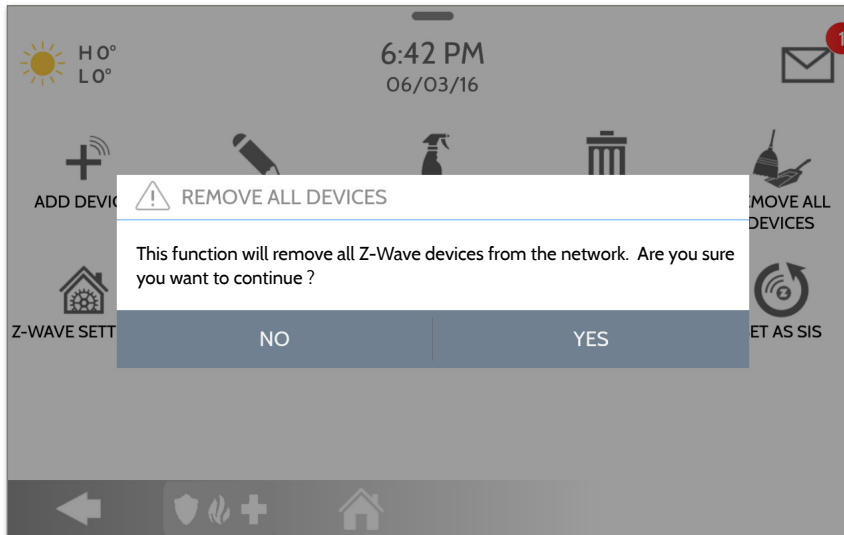 H 0°
L 0°
6:42 PM
06/03/16
1
ADD DEVIC
MOVE ALL
DEVICES
REMOVE ALL DEVICES
This function will remove all Z-Wave devices from the network. Are you sure
you want to continue ?
NO
YES
Z-WAVE SETT
ET AS SIS